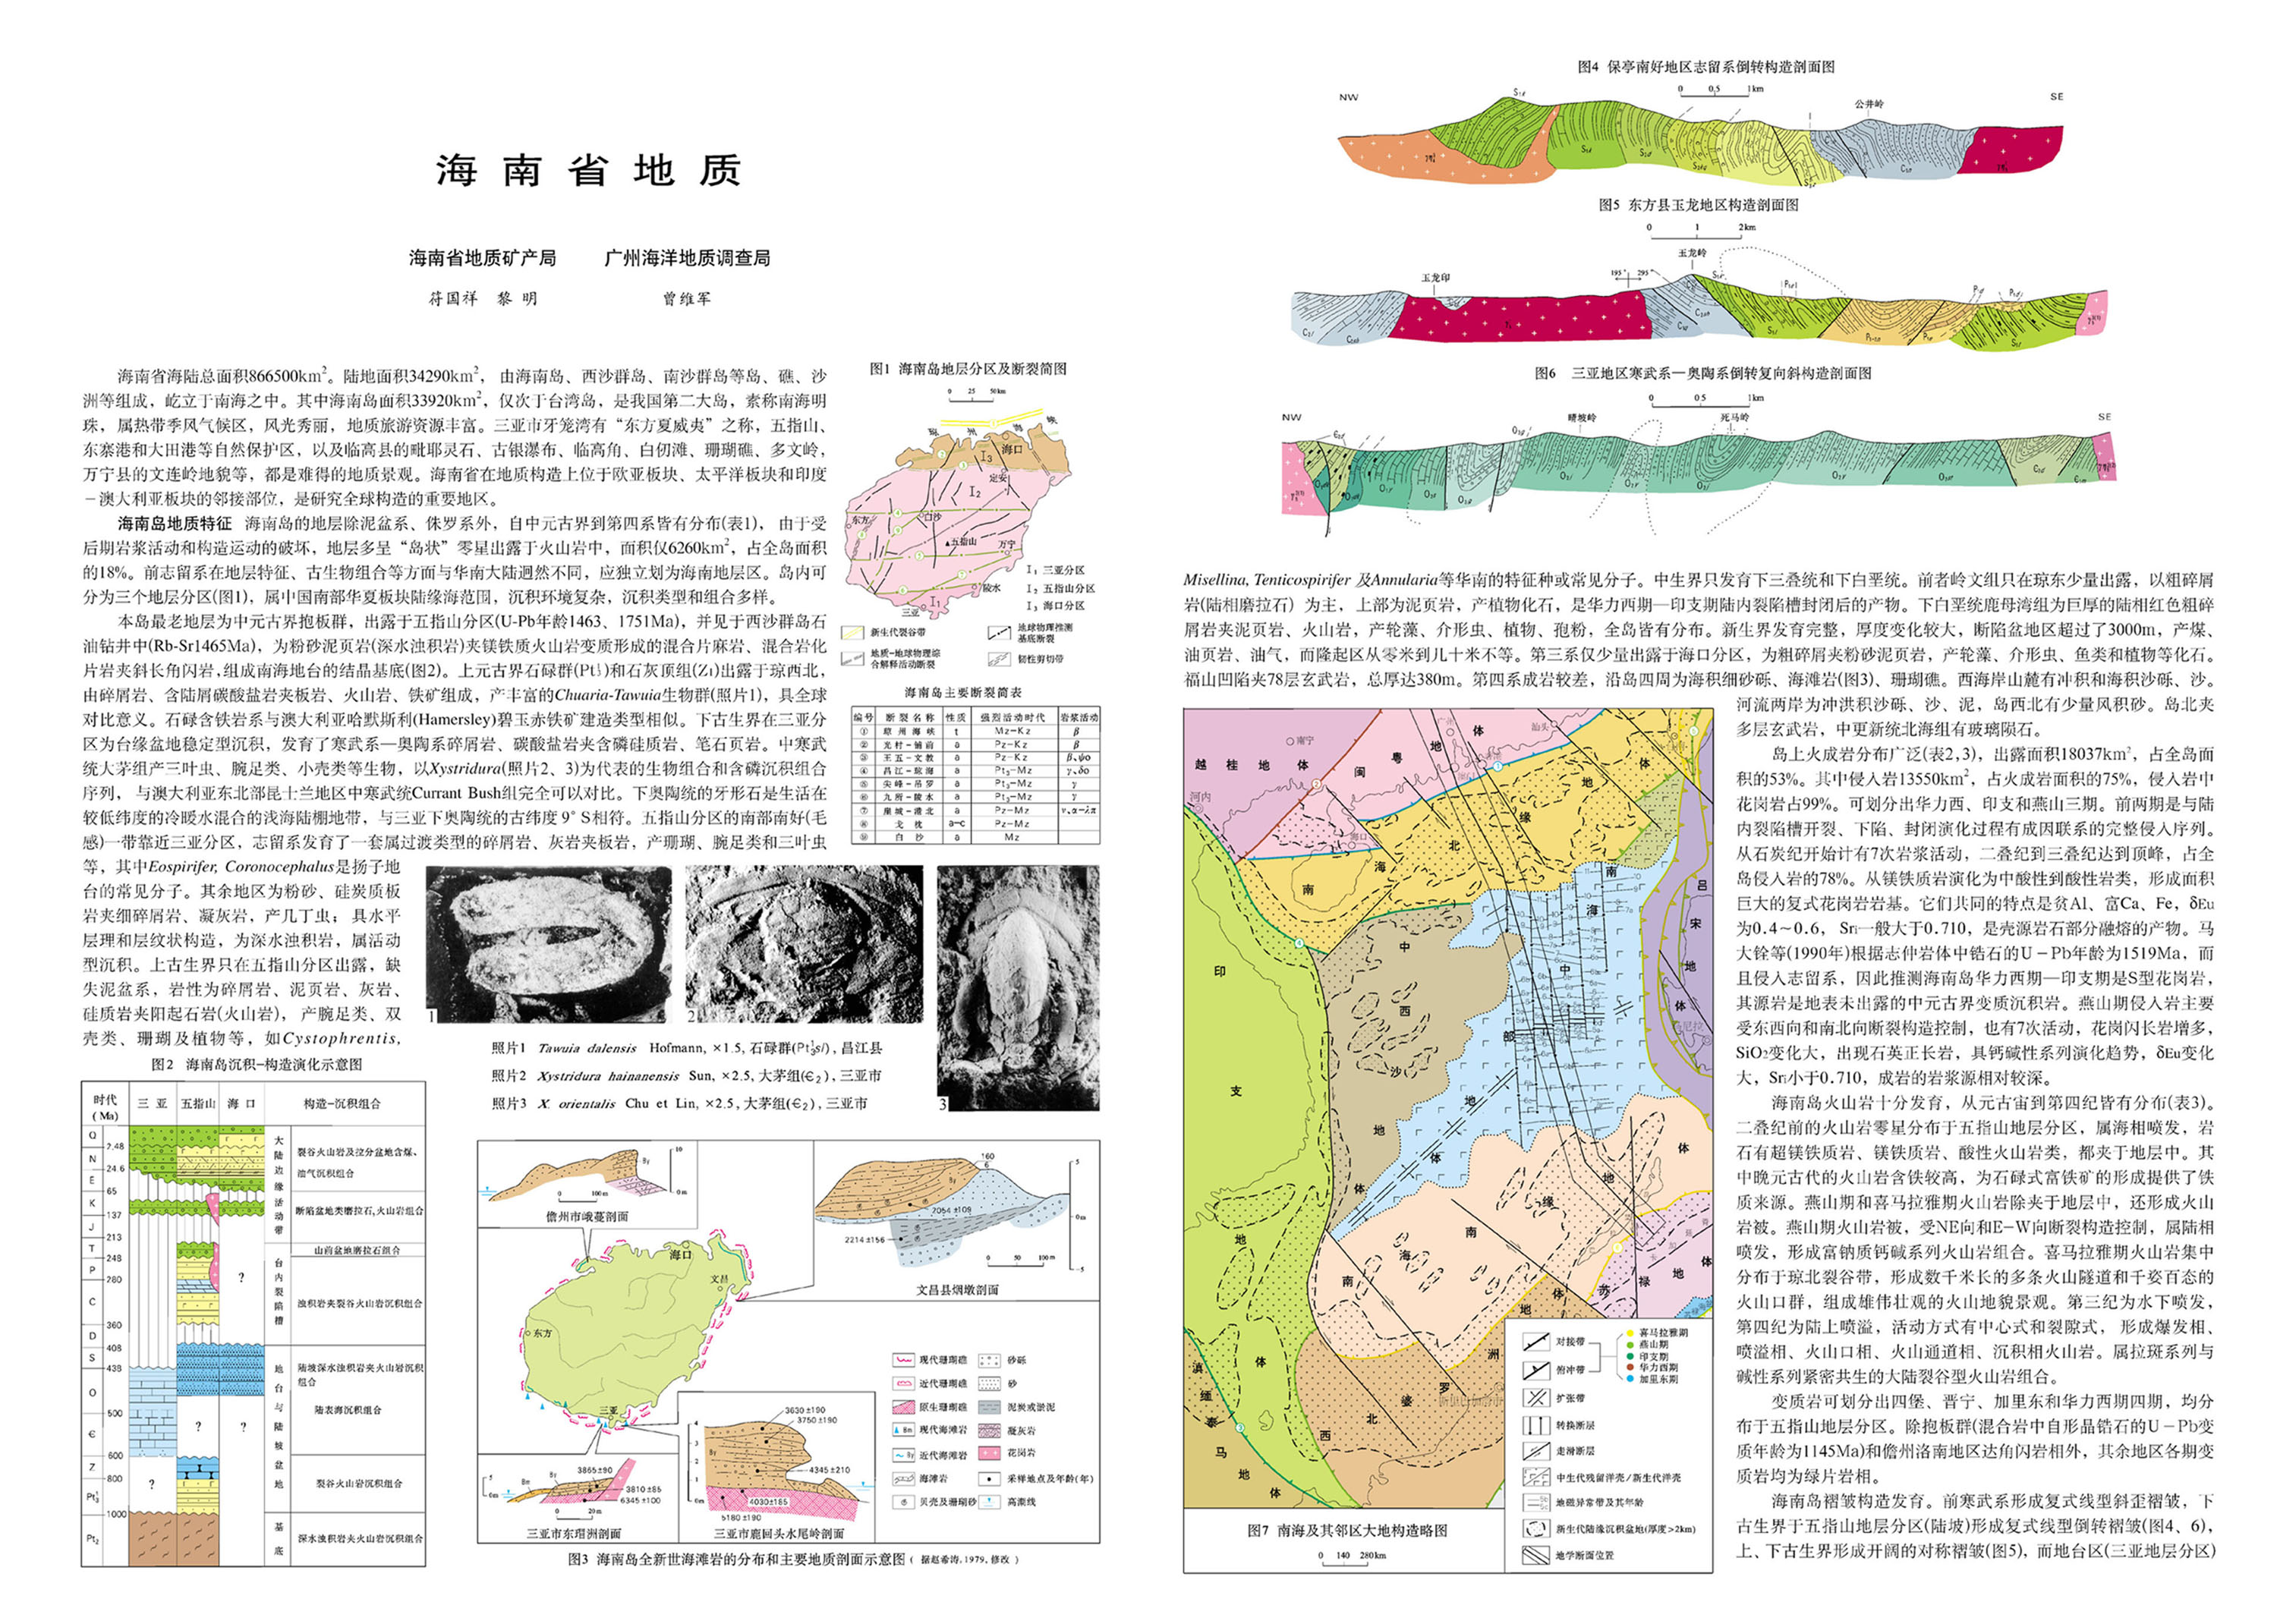 海南省地质
海南省地质矿产局 广州海洋地质调查局
符国祥 黎 明 曾维军
海南省海陆总面积866500km²。陆地面积34290km²， 由海南岛、西沙群岛、南沙群岛等岛、礁、沙
洲等组成，屹立于南海之中。其中海南岛面积33920km²，仅次于台湾岛，是我国第二大岛，素称南海明
珠，属热带季风气候区，风光秀丽，地质旅游资源丰富。三亚市牙笼湾有“东方夏威夷”之称，五指山、
东寨港和大田港等自然保护区，以及临高县的毗耶灵石、古银瀑布、临高角、白仞滩、珊瑚礁、多文岭，
万宁县的文连岭地貌等，都是难得的地质景观。海南省在地质构造上位于欧亚板块、太平洋板块和印度
－澳大利亚板块的邻接部位，是研究全球构造的重要地区。
海南岛地质特征 海南岛的地层除泥盆系、侏罗系外，自中元古界到第四系皆有分布(表1)， 由于受
后期岩浆活动和构造运动的破坏，地层多呈“岛状”零星出露于火山岩中，面积仅6260km²，占全岛面积
的18%。前志留系在地层特征、古生物组合等方面与华南大陆迥然不同，应独立划为海南地层区。岛内可
分为三个地层分区(图1)，属中国南部华夏板块陆缘海范围，沉积环境复杂，沉积类型和组合多样。
本岛最老地层为中元古界抱板群，出露于五指山分区(U-Pb年龄1463、1751Ma)，并见于西沙群岛石
油钻井中(Rb-Sr1465Ma)，为粉砂泥页岩(深水浊积岩)夹镁铁质火山岩变质形成的混合片麻岩、混合岩化
片岩夹斜长角闪岩,组成南海地台的结晶基底(图2)。上元古界石碌群(Pt₃)和石灰顶组(Z₁)出露于琼西北，
由碎屑岩、含陆屑碳酸盐岩夹板岩、火山岩、铁矿组成，产丰富的Chuaria-Tawuia生物群(照片1)，具全球
对比意义。石碌含铁岩系与澳大利亚哈默斯利(Hamersley)碧玉赤铁矿建造类型相似。下古生界在三亚分
区为台缘盆地稳定型沉积，发育了寒武系—奥陶系碎屑岩、碳酸盐岩夹含磷硅质岩、笔石页岩。中寒武
统大茅组产三叶虫、腕足类、小壳类等生物，以Xystridura(照片2、3)为代表的生物组合和含磷沉积组合
序列， 与澳大利亚东北部昆士兰地区中寒武统Currant Bush组完全可以对比。下奥陶统的牙形石是生活在
较低纬度的冷暖水混合的浅海陆棚地带，与三亚下奥陶统的古纬度 9° S相符。五指山分区的南部南好(毛
感)一带靠近三亚分区，志留系发育了一套属过渡类型的碎屑岩、灰岩夹板岩，产珊瑚、腕足类和三叶虫
等，其中Eospirifer, Coronocephalus是扬子地
台的常见分子。其余地区为粉砂、硅炭质板
岩夹细碎屑岩、凝灰岩，产几丁虫；具水平
层理和层纹状构造，为深水浊积岩，属活动
型沉积。上古生界只在五指山分区出露，缺
失泥盆系，岩性为碎屑岩、泥页岩、灰岩、
硅质岩夹阳起石岩(火山岩)， 产腕足类、双
壳类、珊瑚及植物等，如Cystophrentis,
图1 海南岛地层分区及断裂简图
0 25 50km
琼 州 海 峡
海口
I₃
定安
I₂
东方
白沙
▲五指山
万宁
陵水
三亚
I₁
I₁ 三亚分区
I₂ 五指山分区
I₃ 海口分区
新生代裂谷带
地球物理推测
基底断裂
地质－地球物理综
合解释活动断裂
韧性剪切带
海南岛主要断裂简表
编号 断裂名称 性质 强烈活动时代 岩浆活动
① 琼州海峡 t Mz-Kz β
② 光村－铺前 a Pz-Kz β
③ 王五－文教 a Pz-Kz β、ψο
④ 昌江－琼海 a Pt₃-Mz γ、δο
⑤ 尖峰－吊罗 a Pt₃-Mz γ
⑥ 九所－陵水 a Pt₃-Mz γ
⑦ 崖城－港北 a Pz-Mz ν、α-λπ
⑧ 戈 枕 a-c Pz-Mz
⑨ 白 沙 a Mz
1
2
3
照片1 Tawuia dalensis Hofmann, ×1.5, 石碌群, 昌江县
照片2 Xystridura hainanensis Sun, ×2.5, 大茅组(Є₂), 三亚市
照片3 X. orientalis Chu et Lin, ×2.5, 大茅组(Є₂), 三亚市
图2 海南岛沉积－构造演化示意图
时代
(Ma)
三 亚 五指山 海 口 构造－沉积组合
Q
2.48
N
24.6
E
65
K
137
J
213
T
248
P
280
C
360
D
408
S
438
O
500
Є
600
Z
800
1000
Pt₂
? ? ? ?
大陆边缘活动带
台内裂陷槽
地台与陆坡盆地
基底
裂谷火山岩及拉分盆地含煤、
油气沉积组合
断陷盆地类磨拉石,火山岩组合
山前盆地磨拉石组合
浊积岩夹裂谷火山岩沉积组合
陆坡深水浊积岩夹火山岩沉积
组合
陆表海沉积组合
裂谷火山岩沉积组合
深水浊积岩夹火山岩沉积组合
儋州市峨蔓剖面
0 100m
By
10
0m
文昌县烟墩剖面
160
By
7054 ±109
2214 ±156
0 50 100m
5
0m
-5
海口
文昌
东方
三亚
三亚市东瑁洲剖面
3865±90
3810 ±85
6345 ±100
Bm
By
0 20m
三亚市鹿回头水尾岭剖面
3630 ±190
3750 ±190
4345 ±210
4030±185
5180 ±190
现代珊瑚礁 砂砾
近代珊瑚礁 砂
原生珊瑚礁 泥炭或淤泥
Bm 现代海滩岩 凝灰岩
By 近代海滩岩 花岗岩
海滩岩 采样地点及年龄(年)
贝壳及珊瑚砂 高潮线
图3 海南岛全新世海滩岩的分布和主要地质剖面示意图（据赵希涛,1979,修改）
图4 保亭南好地区志留系倒转构造剖面图
0 0.5 1km
NW SE
公井岭
图5 东方县玉龙地区构造剖面图
0 1 2km
玉龙岭
玉龙印
195° 295°
图6 三亚地区寒武系—奥陶系倒转复向斜构造剖面图
0 0.5 1km
NW SE
晴坡岭 死马岭
Misellina, Tenticospirifer 及Annularia等华南的特征种或常见分子。中生界只发育下三叠统和下白垩统。前者岭文组只在琼东少量出露，以粗碎屑
岩(陆相磨拉石）为主，上部为泥页岩，产植物化石，是华力西期—印支期陆内裂陷槽封闭后的产物。下白垩统鹿母湾组为巨厚的陆相红色粗碎
屑岩夹泥页岩、火山岩，产轮藻、介形虫、植物、孢粉，全岛皆有分布。新生界发育完整，厚度变化较大，断陷盆地区超过了3000m，产煤、
油页岩、油气，而隆起区从零米到几十米不等。第三系仅少量出露于海口分区，为粗碎屑夹粉砂泥页岩，产轮藻、介形虫、鱼类和植物等化石。
福山凹陷夹78层玄武岩，总厚达380m。第四系成岩较差，沿岛四周为海积细砂砾、海滩岩(图3)、珊瑚礁。西海岸山麓有冲积和海积沙砾、沙。
河流两岸为冲洪积沙砾、沙、泥，岛西北有少量风积砂。岛北夹
多层玄武岩，中更新统北海组有玻璃陨石。
岛上火成岩分布广泛(表2,3)，出露面积18037km²，占全岛面
积的53%。其中侵入岩13550km²，占火成岩面积的75%，侵入岩中
花岗岩占99%。可划分出华力西、印支和燕山三期。前两期是与陆
内裂陷槽开裂、下陷、封闭演化过程有成因联系的完整侵入序列。
从石炭纪开始计有7次岩浆活动，二叠纪到三叠纪达到顶峰，占全
岛侵入岩的78%。从镁铁质岩演化为中酸性到酸性岩类，形成面积
巨大的复式花岗岩岩基。它们共同的特点是贫Al、富Ca、Fe，δEu
为0.4~0.6， Sri一般大于0.710，是壳源岩石部分融熔的产物。马
大铨等(1990年)根据志仲岩体中锆石的U－Pb年龄为1519Ma，而
且侵入志留系，因此推测海南岛华力西期—印支期是S型花岗岩，
其源岩是地表未出露的中元古界变质沉积岩。燕山期侵入岩主要
受东西向和南北向断裂构造控制，也有7次活动，花岗闪长岩增多，
SiO₂变化大，出现石英正长岩，具钙碱性系列演化趋势，δEu变化
大，Sri小于0.710，成岩的岩浆源相对较深。
海南岛火山岩十分发育，从元古宙到第四纪皆有分布(表3)。
二叠纪前的火山岩零星分布于五指山地层分区，属海相喷发，岩
石有超镁铁质岩、镁铁质岩、酸性火山岩类，都夹于地层中。其
中晚元古代的火山岩含铁较高，为石碌式富铁矿的形成提供了铁
质来源。燕山期和喜马拉雅期火山岩除夹于地层中，还形成火山
岩被。燕山期火山岩被，受NE向和E－W向断裂构造控制，属陆相
喷发，形成富钠质钙碱系列火山岩组合。喜马拉雅期火山岩集中
分布于琼北裂谷带，形成数千米长的多条火山隧道和千姿百态的
火山口群，组成雄伟壮观的火山地貌景观。第三纪为水下喷发，
第四纪为陆上喷溢，活动方式有中心式和裂隙式， 形成爆发相、
喷溢相、火山口相、火山通道相、沉积相火山岩。属拉斑系列与
碱性系列紧密共生的大陆裂谷型火山岩组合。
变质岩可划分出四堡、晋宁、加里东和华力西期四期，均分
布于五指山地层分区。除抱板群(混合岩中自形晶锆石的U－Pb变
质年龄为1145Ma)和儋州洛南地区达角闪岩相外，其余地区各期变
质岩均为绿片岩相。
海南岛褶皱构造发育。前寒武系形成复式线型斜歪褶皱，下
古生界于五指山地层分区(陆坡)形成复式线型倒转褶皱(图4、6)，
上、下古生界形成开阔的对称褶皱(图5)，而地台区(三亚地层分区)
越 桂 地 体
闽 粤 地 体
南 海 北 缘 地 体
南宁
河内
海口
汕头
印 支 地 体
中 西 沙 地 体
南 海 中 部 地 体
吕 宋 地 体
南 海 南 缘 地 体
苏 禄 地 体
滇 缅 泰 马 地 体
西 北 婆 罗 洲 地 体
对接带
俯冲带
扩张带
转换断层
走滑断层
中生代残留洋壳/新生代洋壳
地磁异常带及其年龄
新生代陆缘沉积盆地(厚度>2km)
地学断面位置
喜马拉雅期
燕山期
印支期
华力西期
加里东期
图7 南海及其邻区大地构造略图
0 140 280km